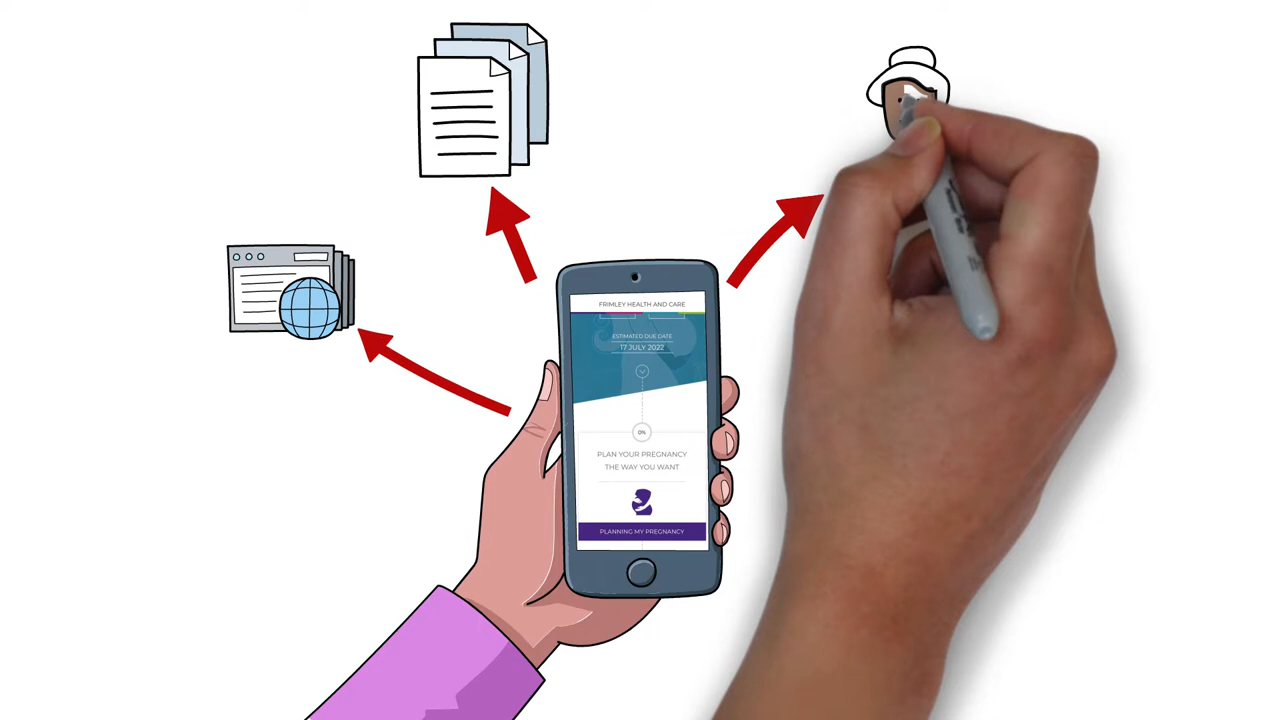 FRIMLEY HEALTH AND CARE
ESTIMATED DUE DATE
17 JULY 2022
0%
PLAN YOUR PREGNANCY
THE WAY YOU WANT
PLANNING MY PREGNANCY